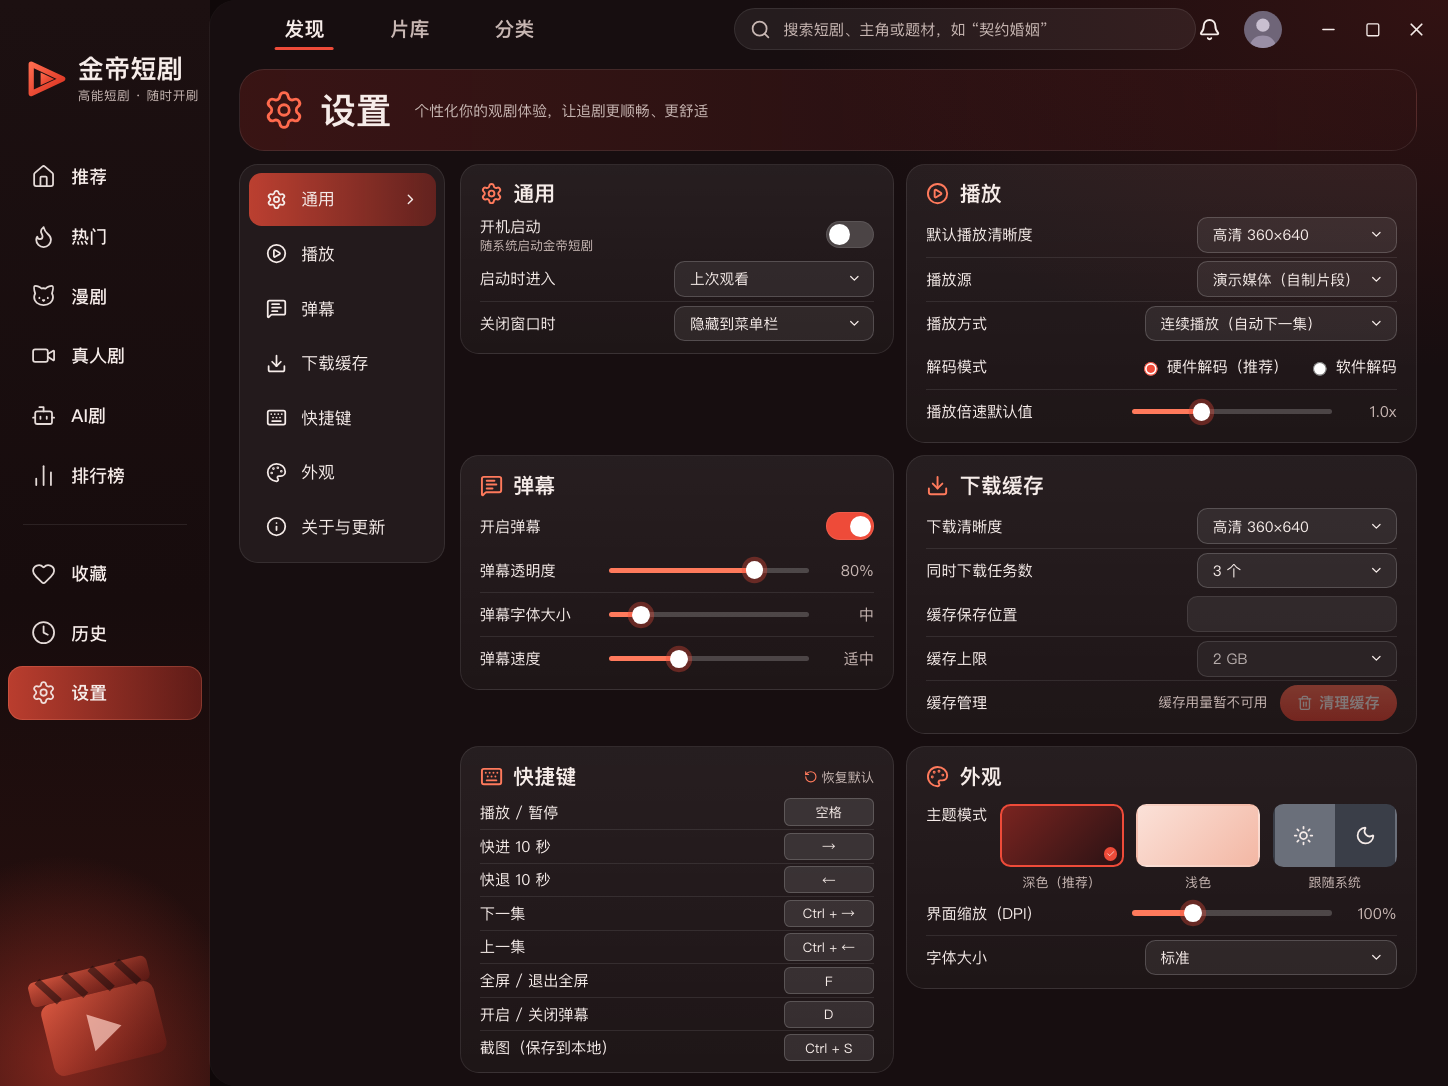 金帝短剧
高能短剧 · 随时开刷
推荐
热门
漫剧
真人剧
AI剧
排行榜
收藏
历史
设置
发现 片库 分类
搜索短剧、主角或题材，如 “契约婚姻”
设置 个性化你的观剧体验，让追剧更顺畅、更舒适
通用
播放
弹幕
下载缓存
快捷键
外观
关于与更新
通用
开机启动
随系统启动金帝短剧
启动时进入 上次观看
关闭窗口时 隐藏到菜单栏
播放
默认播放清晰度 高清 360×640
播放源 演示媒体（自制片段）
播放方式 连续播放（自动下一集）
解码模式 硬件解码（推荐） 软件解码
播放倍速默认值 1.0x
弹幕
开启弹幕
弹幕透明度 80%
弹幕字体大小 中
弹幕速度 适中
下载缓存
下载清晰度 高清 360×640
同时下载任务数 3 个
缓存保存位置
缓存上限 2 GB
缓存管理 缓存用量暂不可用 清理缓存
快捷键 恢复默认
播放 / 暂停 空格
快进 10 秒 →
快退 10 秒 ←
下一集 Ctrl + →
上一集 Ctrl + ←
全屏 / 退出全屏 F
开启 / 关闭弹幕 D
截图（保存到本地） Ctrl + S
外观
主题模式
深色（推荐） 浅色 跟随系统
界面缩放（DPI） 100%
字体大小 标准